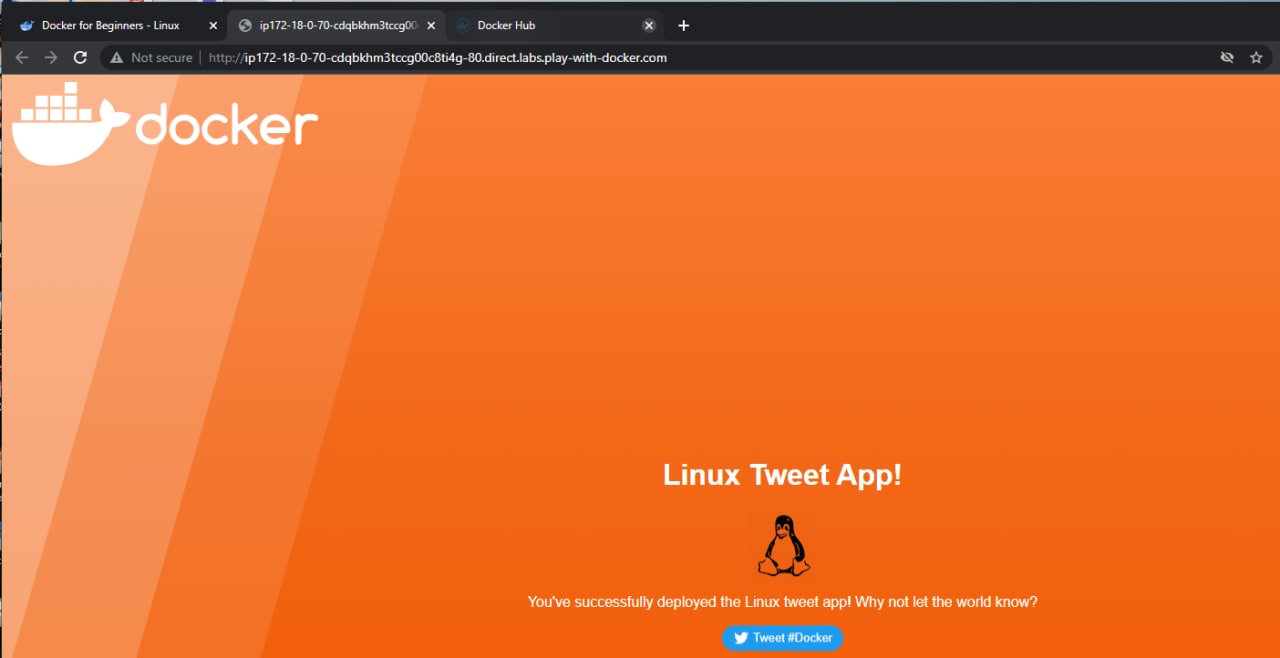 Docker for Beginners - Linux
ip172-18-0-70-cdqbkhm3tccg00
Docker Hub
Not secure
http://ip172-18-0-70-cdqbkhm3tccg00c8ti4g-80.direct.labs.play-with-docker.com
docker
Linux Tweet App!
You've successfully deployed the Linux tweet app! Why not let the world know?
Tweet #Docker